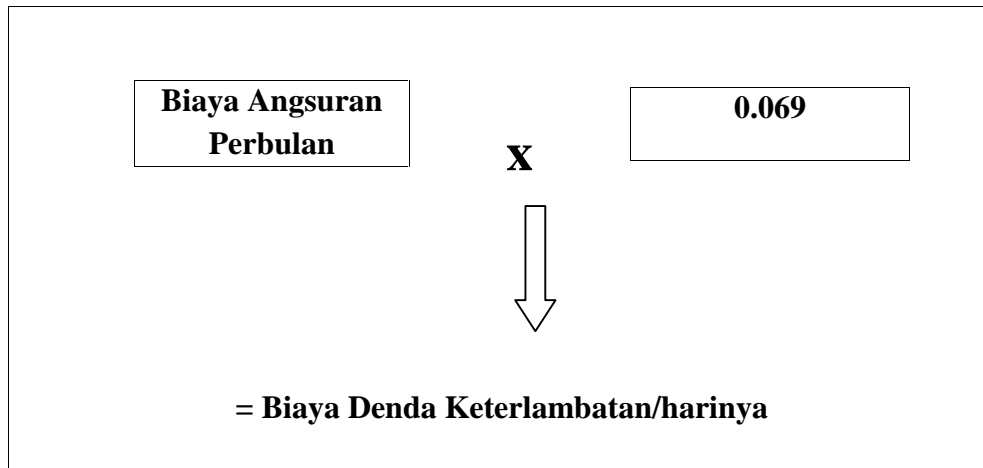 Biaya Angsuran
Perbulan
x
0.069
= Biaya Denda Keterlambatan/harinya